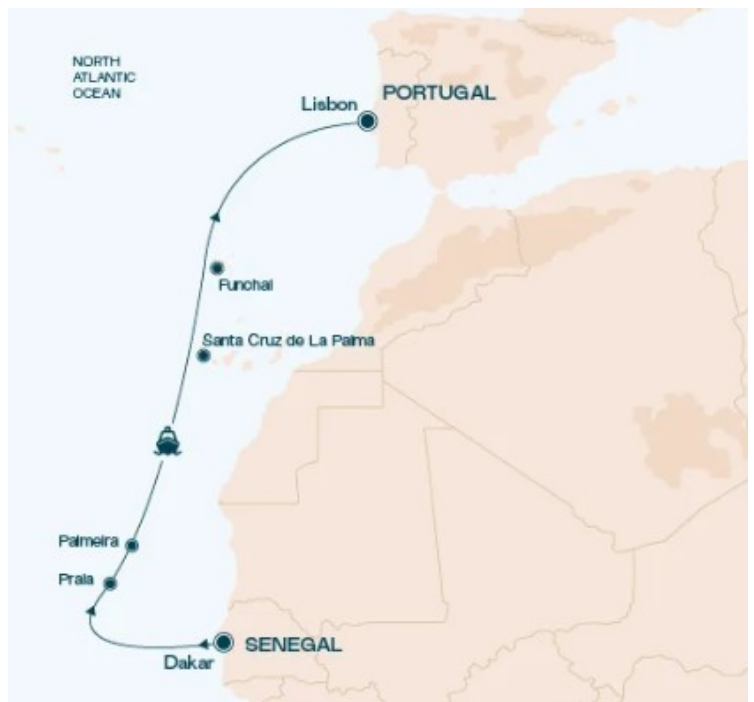 NORTH
ATLANTIC
OCEAN
PORTUGAL
Lisbon
Funchal
Santa Cruz de La Palma
Palmeira
Praia
SENEGAL
Dakar